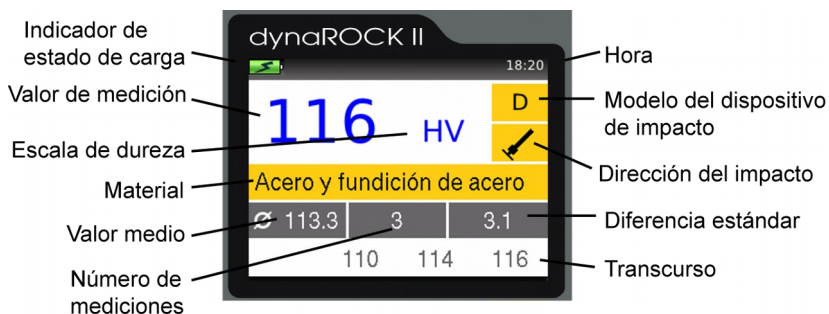 Indicador de
estado de carga
Valor de medición
Escala de dureza
Material
Valor medio
Número de
mediciones
dynaROCK II
18:20
116 HV D
Acero y fundición de acero
Ø 113.3 3 3.1
110 114 116
Hora
Modelo del dispositivo
de impacto
Dirección del impacto
Diferencia estándar
Transcurso